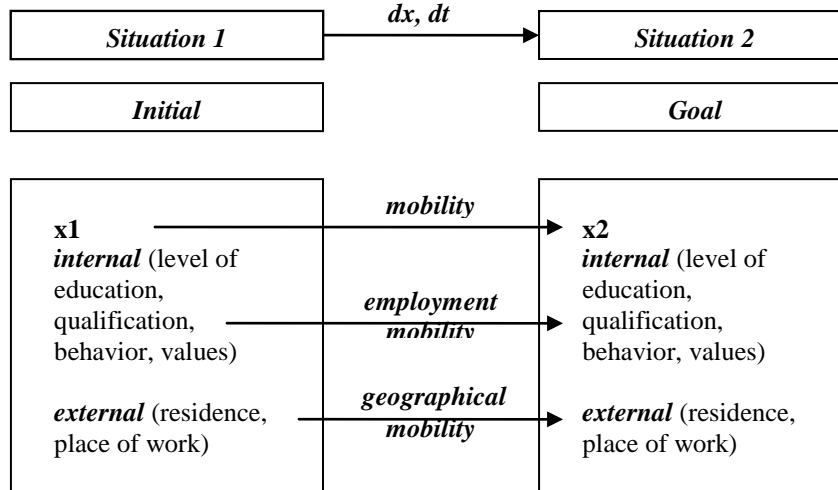 dx, dt
Situation 1
Situation 2
Initial
Goal
mobility
x1
internal (level of
education,
qualification,
behavior, values)
external (residence,
place of work)
employment
mobility
geographical
mobility
x2
internal (level of
education,
qualification,
behavior, values)
external (residence,
place of work)